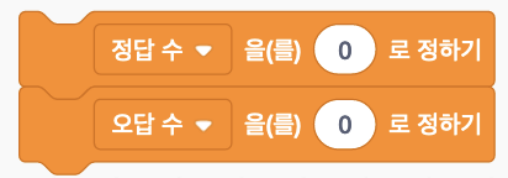 정답 수 을(를) 0 로 정하기
오답 수 을(를) 0 로 정하기